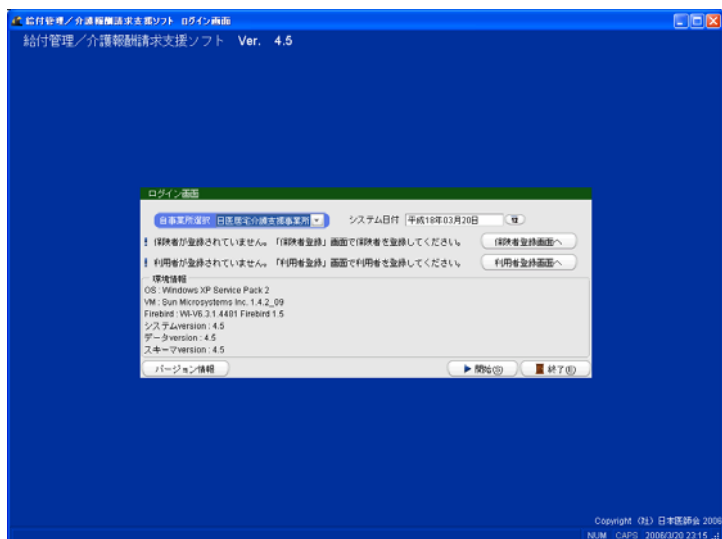 給付管理／介護報酬請求支援ソフト ログイン画面
給付管理／介護報酬請求支援ソフト Ver. 4.5
ログイン画面
自事業所選択 日医居宅介護支援事業所 システム日付 平成18年03月20日
! 保険者が登録されていません。「保険者登録」画面で保険者を登録してください。 保険者登録画面へ
! 利用者が登録されていません。「利用者登録」画面で利用者を登録してください。 利用者登録画面へ
環境情報
OS : Windows XP Service Pack 2
VM : Sun Microsystems Inc. 1.4.2_09
Firebird : WI-V6.3.1.4481 Firebird 1.5
システムversion : 4.5
データversion : 4.5
スキーマversion : 4.5
バージョン情報 開始(S) 終了(E)
Copyright (社) 日本医師会 2006
NUM CAPS 2006/3/20 23:15